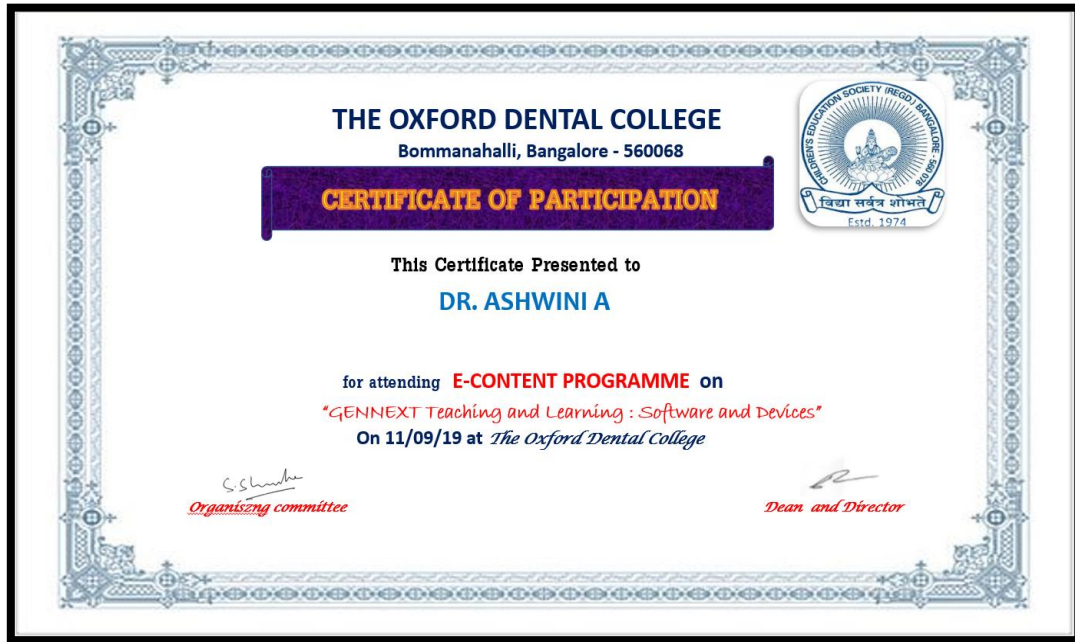 THE OXFORD DENTAL COLLEGE
Bommanahalli, Bangalore - 560068
CHILDREN'S EDUCATION SOCIETY (REGD) BANGALORE - 560 078
विद्या सर्वत्र शोभते
Estd. 1974
CERTIFICATE OF PARTICIPATION
This Certificate Presented to
DR. ASHWINI A
for attending E-CONTENT PROGRAMME on
"GENNEXT Teaching and Learning : Software and Devices"
On 11/09/19 at The Oxford Dental College
Organiszng committee
Dean and Director